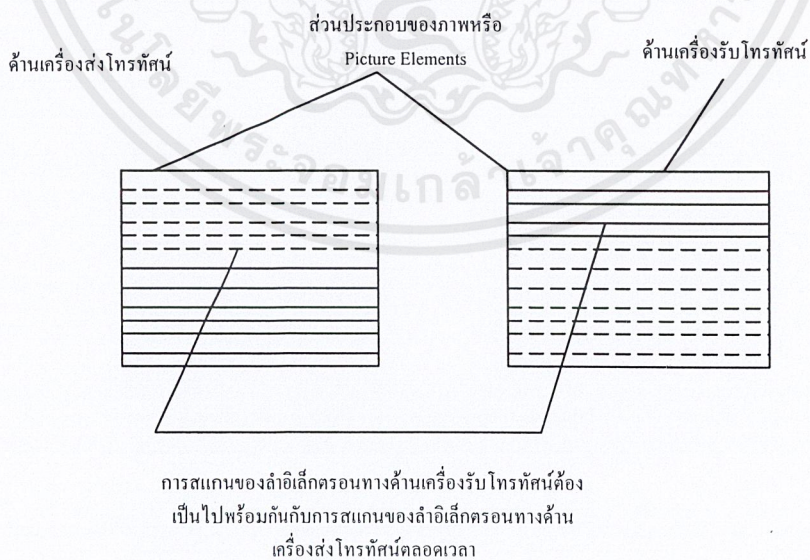 ส่วนประกอบของภาพหรือ
Picture Elements
ด้านเครื่องส่งโทรทัศน์
ด้านเครื่องรับโทรทัศน์
การสแกนของลำอิเล็กตรอนทางด้านเครื่องรับโทรทัศน์ต้อง
เป็นไปพร้อมกันกับการสแกนของลำอิเล็กตรอนทางด้าน
เครื่องส่งโทรทัศน์ตลอดเวลา